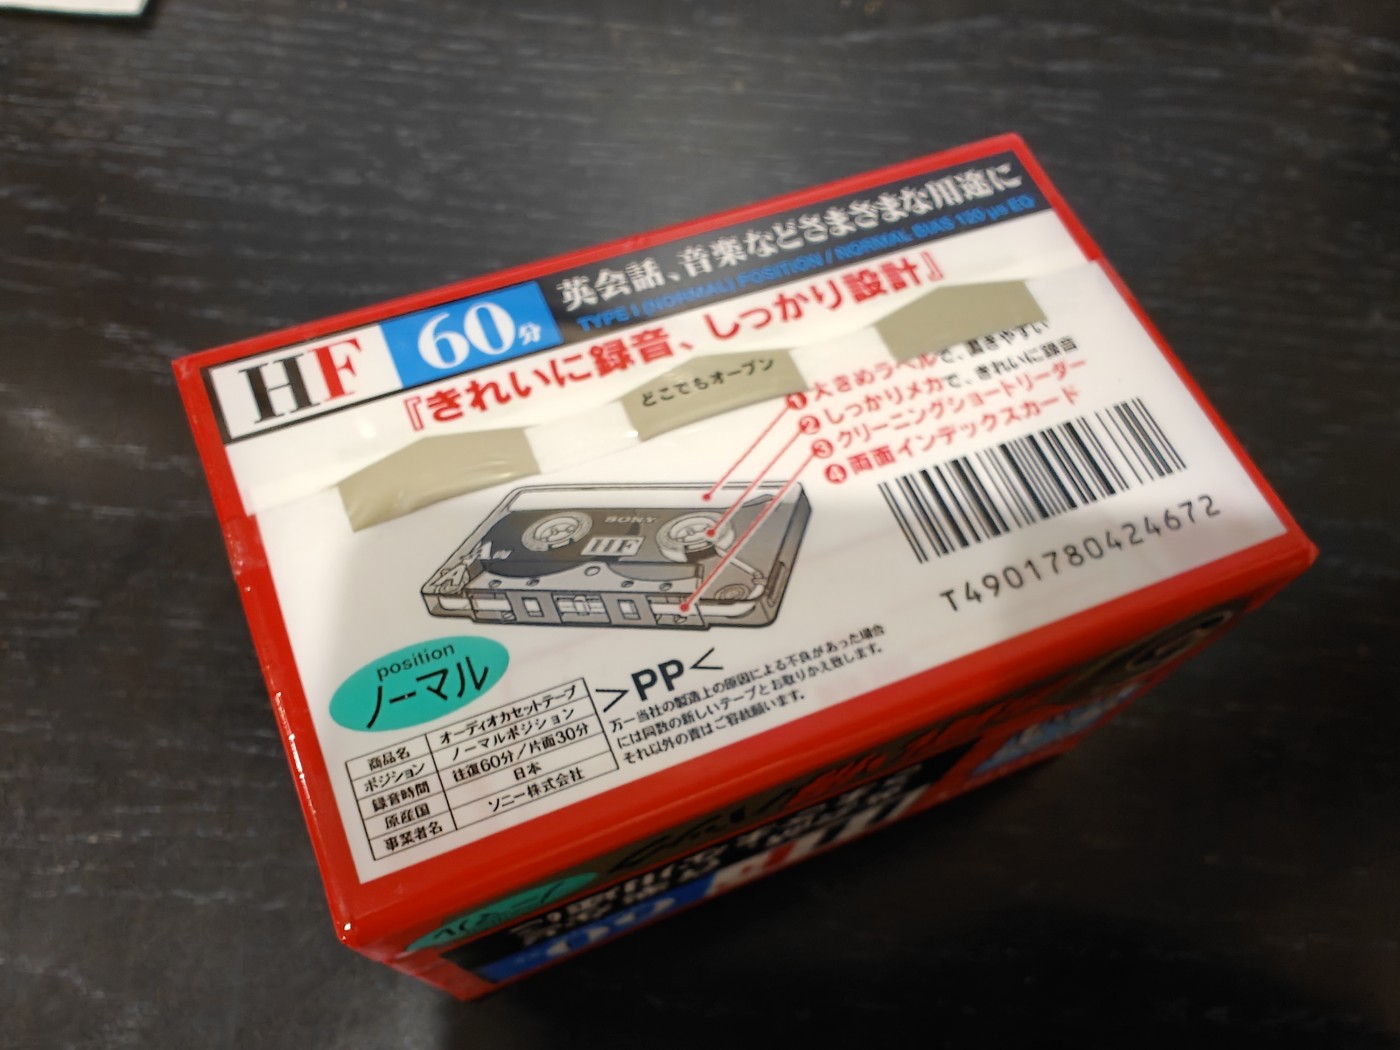 HF 60分 英会話、音楽などさまざまな用途に
TYPE I (NORMAL) POSITION / NORMAL BIAS 120 μs EQ
『きれいに録音、しっかり設計』
どこでもオープン
❶大きめラベルで、書きやすい
❷しっかりメカで、きれいに録音
❸クリーニングショートリーダー
❹両面インデックスカード
SONY
HF
A
T4901780424672
position
ノーマル
>PP<
万一当社の製造上の原因による不良があった場合
には同数の新しいテープとお取りかえ致します。
それ以外の責はご容赦願います。
商品名 オーディオカセットテープ
ポジション ノーマルポジション
録音時間 往復60分/片面30分
原産国 日本
事業者名 ソニー株式会社